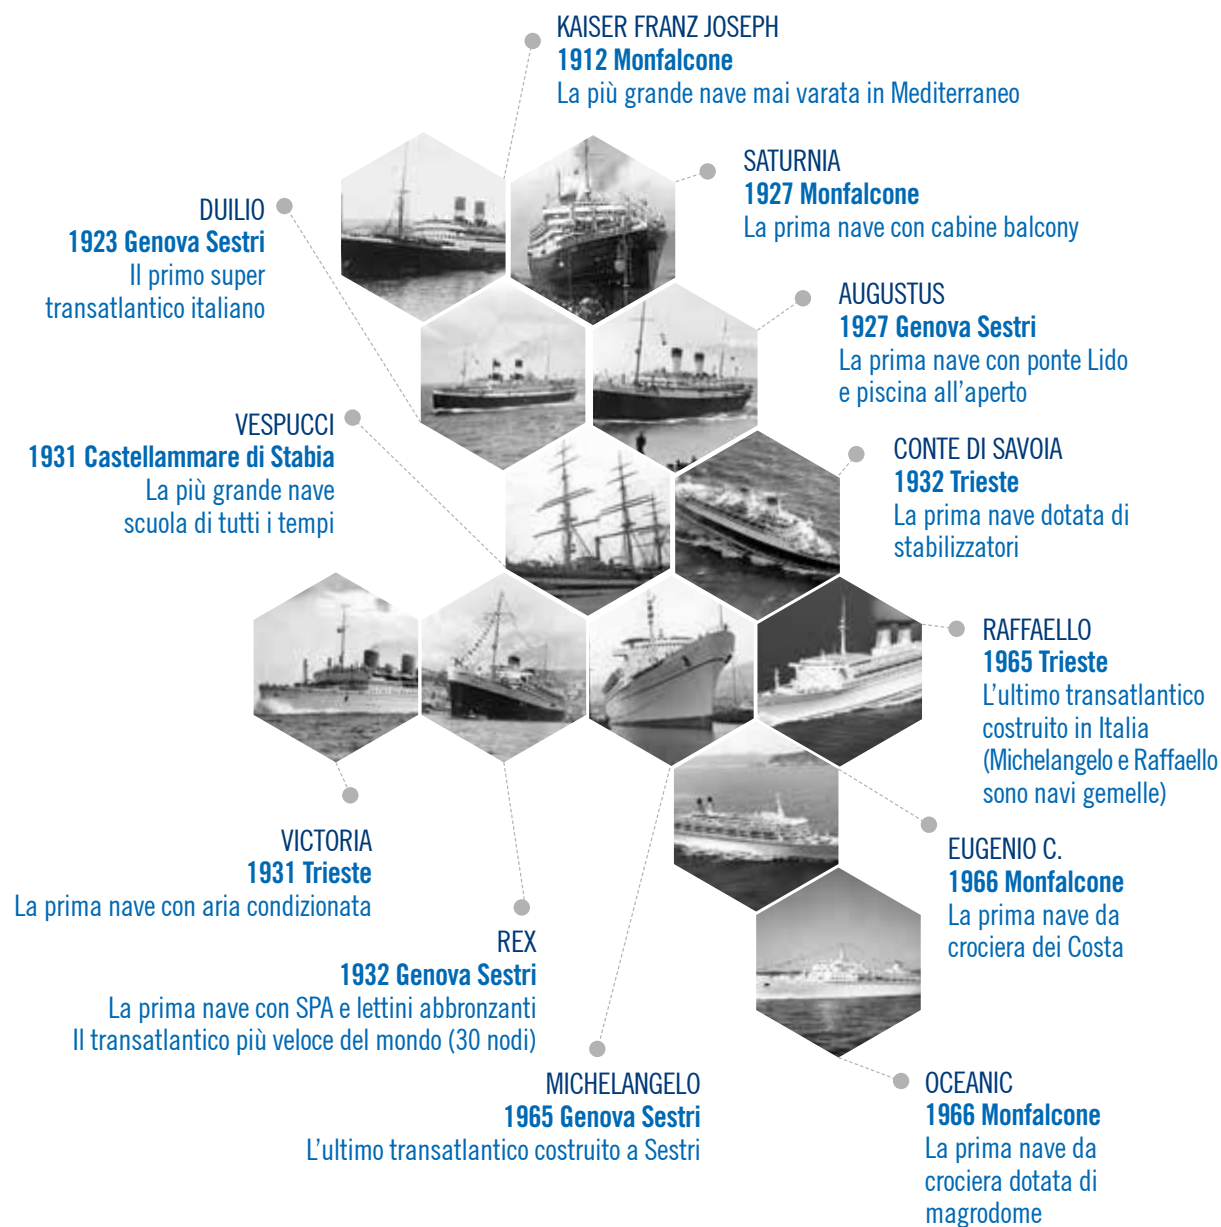 KAISER FRANZ JOSEPH
1912 Monfalcone
La più grande nave mai varata in Mediterraneo
SATURNIA
1927 Monfalcone
La prima nave con cabine balcony
DUILIO
1923 Genova Sestri
Il primo super
transatlantico italiano
AUGUSTUS
1927 Genova Sestri
La prima nave con ponte Lido
e piscina all'aperto
VESPUCCI
1931 Castellammare di Stabia
La più grande nave
scuola di tutti i tempi
CONTE DI SAVOIA
1932 Trieste
La prima nave dotata di
stabilizzatori
RAFFAELLO
1965 Trieste
L'ultimo transatlantico
costruito in Italia
(Michelangelo e Raffaello
sono navi gemelle)
VICTORIA
1931 Trieste
La prima nave con aria condizionata
EUGENIO C.
1966 Monfalcone
La prima nave da
crociera dei Costa
REX
1932 Genova Sestri
La prima nave con SPA e lettini abbronzanti
Il transatlantico più veloce del mondo (30 nodi)
MICHELANGELO
1965 Genova Sestri
L'ultimo transatlantico costruito a Sestri
OCEANIC
1966 Monfalcone
La prima nave da
crociera dotata di
magrodome